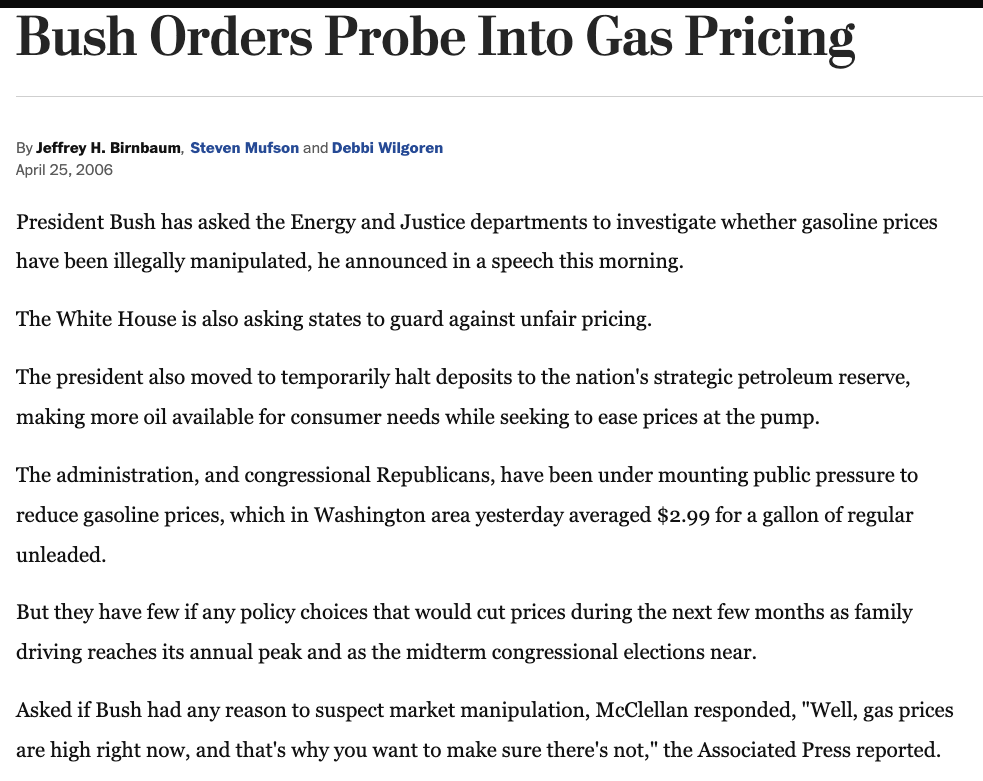 Bush Orders Probe Into Gas Pricing
By Jeffrey H. Birnbaum, Steven Mufson and Debbi Wilgoren
April 25, 2006
President Bush has asked the Energy and Justice departments to investigate whether gasoline prices
have been illegally manipulated, he announced in a speech this morning.
The White House is also asking states to guard against unfair pricing.
The president also moved to temporarily halt deposits to the nation's strategic petroleum reserve,
making more oil available for consumer needs while seeking to ease prices at the pump.
The administration, and congressional Republicans, have been under mounting public pressure to
reduce gasoline prices, which in Washington area yesterday averaged $2.99 for a gallon of regular
unleaded.
But they have few if any policy choices that would cut prices during the next few months as family
driving reaches its annual peak and as the midterm congressional elections near.
Asked if Bush had any reason to suspect market manipulation, McClellan responded, "Well, gas prices
are high right now, and that's why you want to make sure there's not," the Associated Press reported.